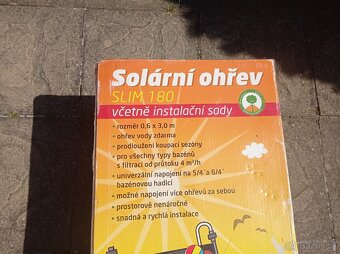 Solární ohřev
SLIM 180
včetně instalační sady
• rozměr 0,6 x 3,0 m
• ohřev vody zdarma
• prodloužení koupací sezóny
• pro všechny typy bazénů
s filtrací od průtoku 4 m³/h
• univerzální napojení na 5/4" a 6/4"
bazénovou hadici
• možné napojení více ohřevů za sebou
• prostorově nenáročné
• snadná a rychlá instalace